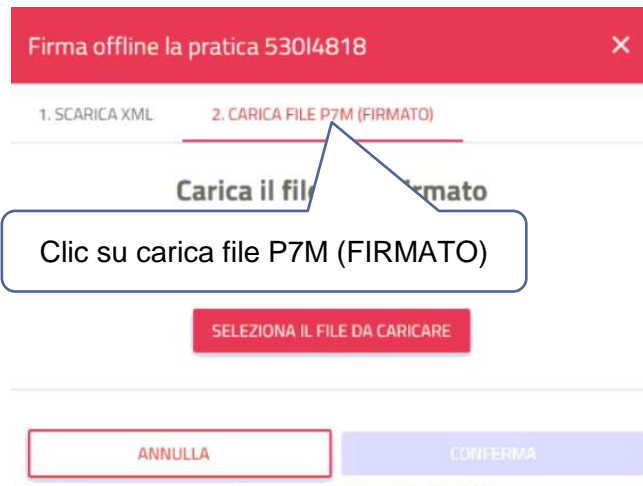 Firma offline la pratica 530I4818
1. SCARICA XML
2. CARICA FILE P7M (FIRMATO)
Carica il file
Clic su carica file P7M (FIRMATO)
SELEZIONA IL FILE DA CARICARE
ANNULLA
CONFERMA